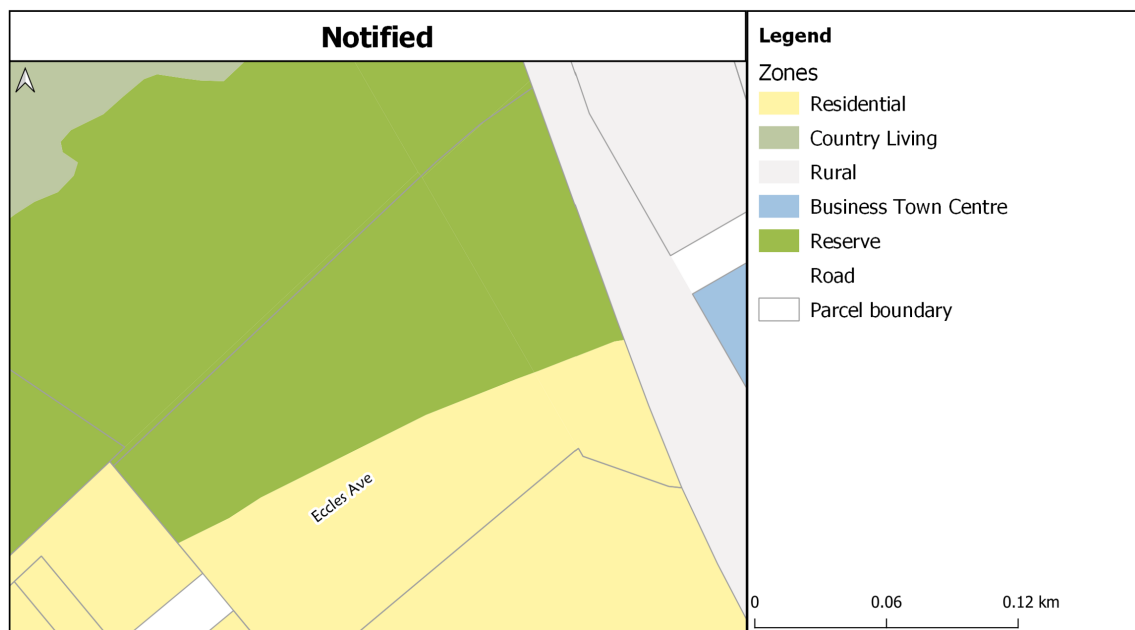 Notified
Eccles Ave
Legend
Zones
Residential
Country Living
Rural
Business Town Centre
Reserve
Road
Parcel boundary
0 0.06 0.12 km